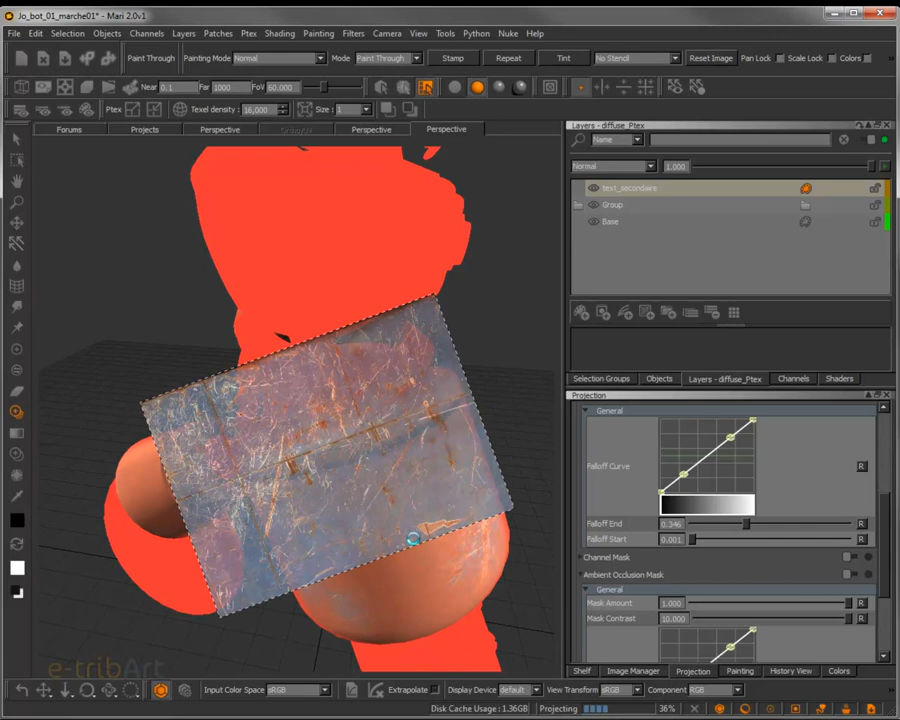 Jo_bot_01_marche01* - Mari 2.0v1
File Edit Selection Objects Channels Layers Patches Ptex Shading Painting Filters Camera View Tools Python Nuke Help
Paint Through Painting Mode Normal Mode Paint Through Stamp Repeat Tint No Stencil Reset Image Pan Lock Scale Lock Colors
Near 0.1 Far 1000 FoV 60.000
Ptex Texel density: 16,000 Size: 1
Forums Projects Perspective Ortho/UV Perspective Perspective
Layers - diffuse_Ptex
Name
Normal 1.000
text_secondaire
Group
Base
Selection Groups Objects Layers - diffuse_Ptex Channels Shaders
Projection
General
Falloff Curve R
Falloff End 0.346 R
Falloff Start 0.001 R
Channel Mask
Ambient Occlusion Mask
General
Mask Amount 1.000 R
Mask Contrast 10.000 R
e-tribArt
Shelf Image Manager Projection Painting History View Colors
Input Color Space sRGB Extrapolate Display Device default View Transform sRGB Component RGB
Disk Cache Usage : 1.36GB Projecting 36%